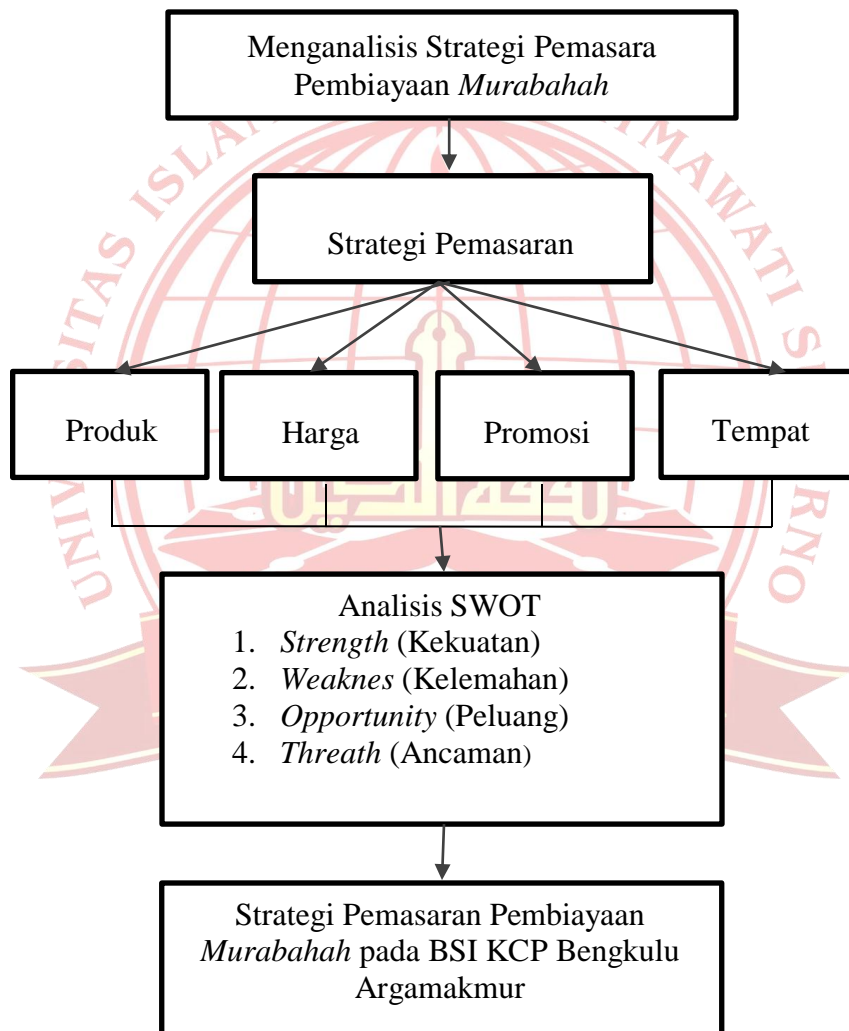 Menganalisis Strategi Pemasara
Pembiayaan Murabahah
Strategi Pemasaran
Produk
Harga
Promosi
Tempat
Analisis SWOT
1. Strength (Kekuatan)
2. Weaknes (Kelemahan)
3. Opportunity (Peluang)
4. Threath (Ancaman)
Strategi Pemasaran Pembiayaan
Murabahah pada BSI KCP Bengkulu
Argamakmur